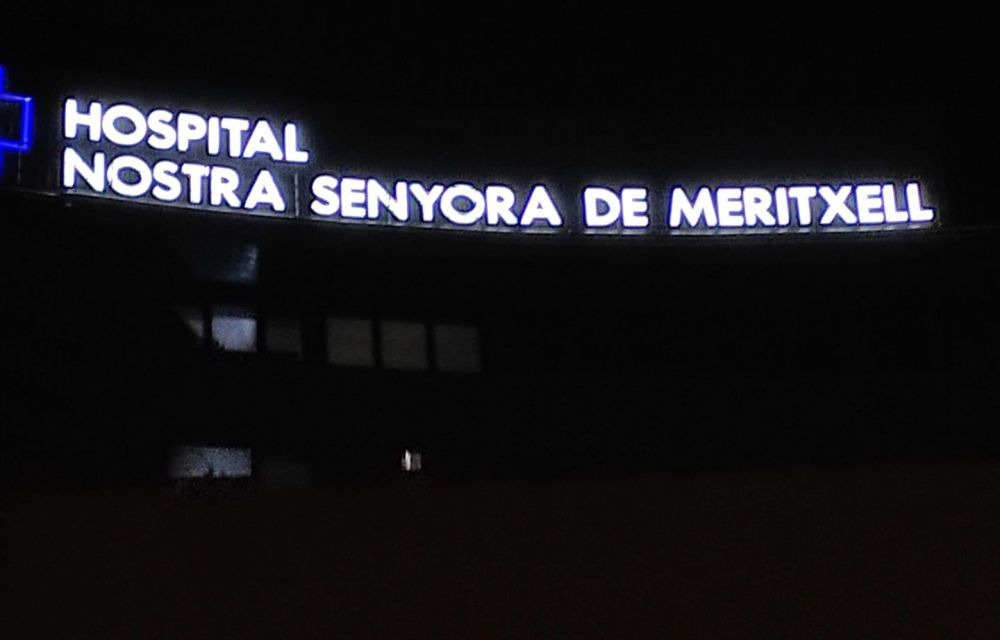 HOSPITAL
NOSTRA SENYORA DE MERITXELL